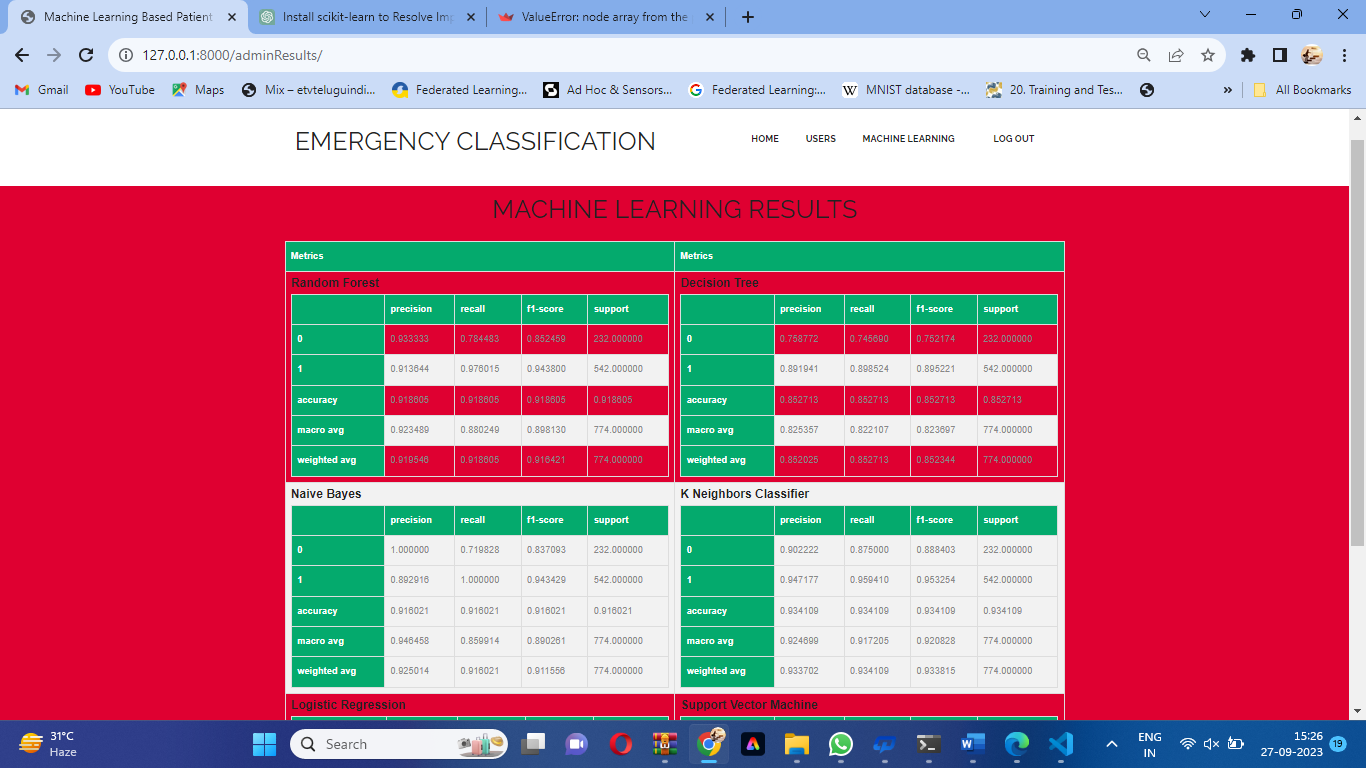 Machine Learning Based Patient
Install scikit-learn to Resolve Imp
ValueError: node array from the
127.0.0.1:8000/adminResults/
Gmail YouTube Maps Mix – etvteluguindi... Federated Learning... Ad Hoc & Sensors... Federated Learning:... MNIST database -... 20. Training and Tes... » All Bookmarks
EMERGENCY CLASSIFICATION HOME USERS MACHINE LEARNING LOG OUT
MACHINE LEARNING RESULTS
Metrics Metrics
Random Forest
precision recall f1-score support
0 0.933333 0.784483 0.852459 232.000000
1 0.913644 0.976015 0.943800 542.000000
accuracy 0.918605 0.918605 0.918605 0.918605
macro avg 0.923489 0.880249 0.898130 774.000000
weighted avg 0.919546 0.918605 0.916421 774.000000
Decision Tree
precision recall f1-score support
0 0.758772 0.745690 0.752174 232.000000
1 0.891941 0.898524 0.895221 542.000000
accuracy 0.852713 0.852713 0.852713 0.852713
macro avg 0.825357 0.822107 0.823697 774.000000
weighted avg 0.852025 0.852713 0.852344 774.000000
Naive Bayes
precision recall f1-score support
0 1.000000 0.719828 0.837093 232.000000
1 0.892916 1.000000 0.943429 542.000000
accuracy 0.916021 0.916021 0.916021 0.916021
macro avg 0.946458 0.859914 0.890261 774.000000
weighted avg 0.925014 0.916021 0.911556 774.000000
K Neighbors Classifier
precision recall f1-score support
0 0.902222 0.875000 0.888403 232.000000
1 0.947177 0.959410 0.953254 542.000000
accuracy 0.934109 0.934109 0.934109 0.934109
macro avg 0.924699 0.917205 0.920828 774.000000
weighted avg 0.933702 0.934109 0.933815 774.000000
Logistic Regression
Support Vector Machine
31°C
Haze
Search
ENG
IN
15:26
27-09-2023
19